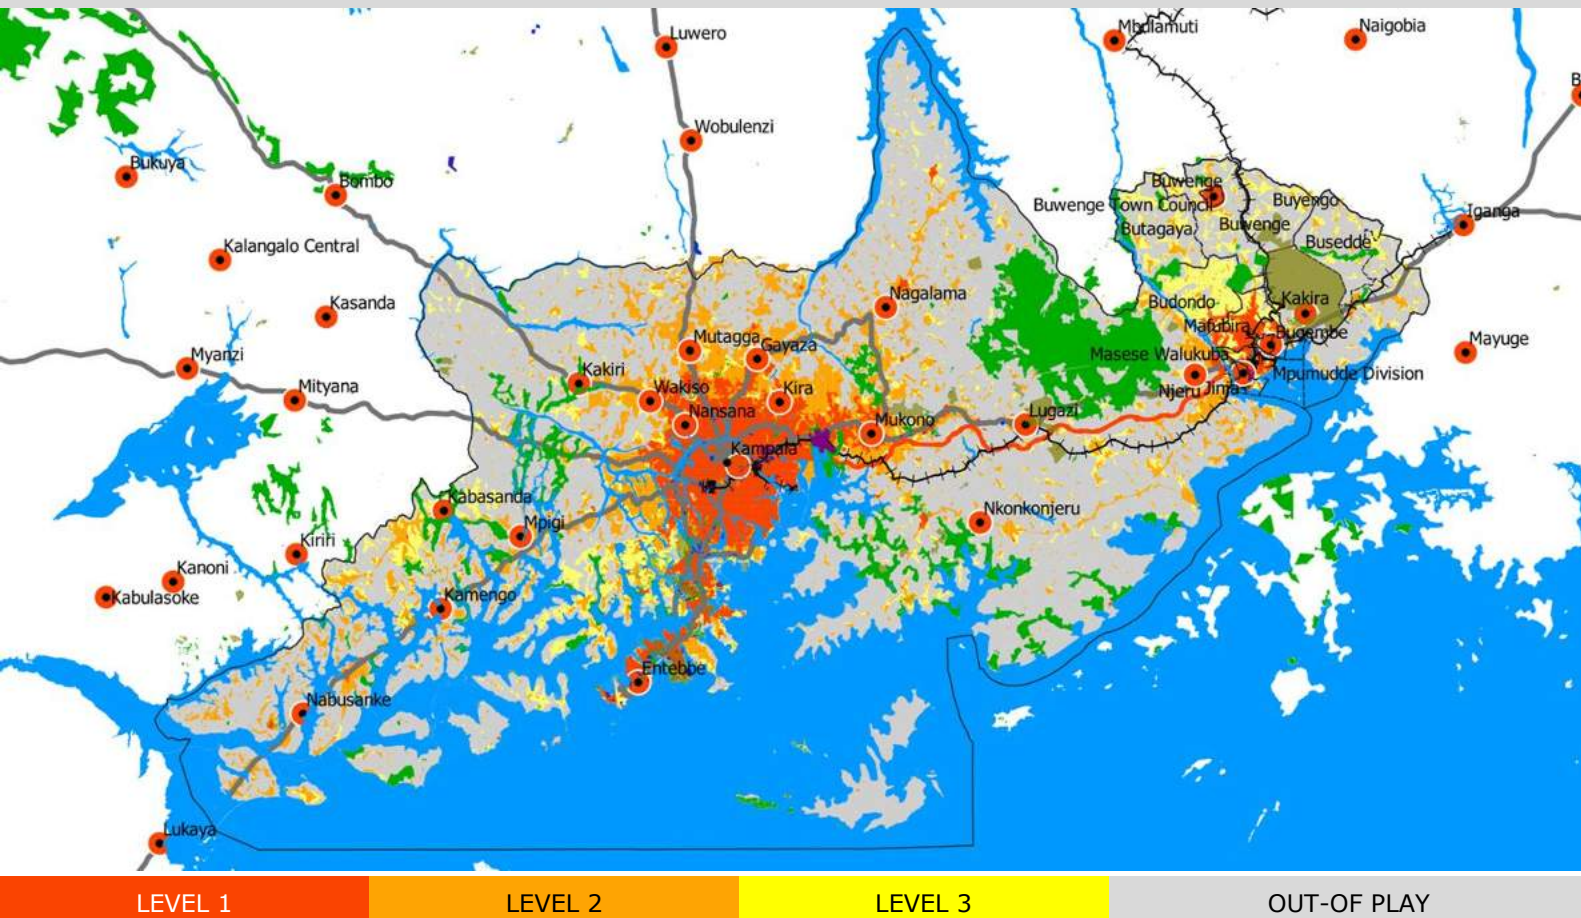 Luwero
Mbulamuti
Naigobia
B
Wobulenzi
Bukuya
Bombo
Buwenge
Buwenge Town Council
Buyengo
Iganga
Butagaya
Buwenge
Busedde
Kalangalo Central
Kasanda
Nagalama
Budondo
Kakira
Mafubira
Bugembe
Mutagga
Gayaza
Masese Walukuba
Mayuge
Myanzi
Kakiri
Mpumudde Division
Mityana
Wakiso
Kira
Njeru
Jinja
Nansana
Mukono
Lugazi
Kampala
Kabasanda
Mpigi
Nkonkonjeru
Kiriri
Kanoni
Kabulasoke
Kamengo
Entebbe
Nabusanke
Lukaya
LEVEL 1
LEVEL 2
LEVEL 3
OUT-OF PLAY